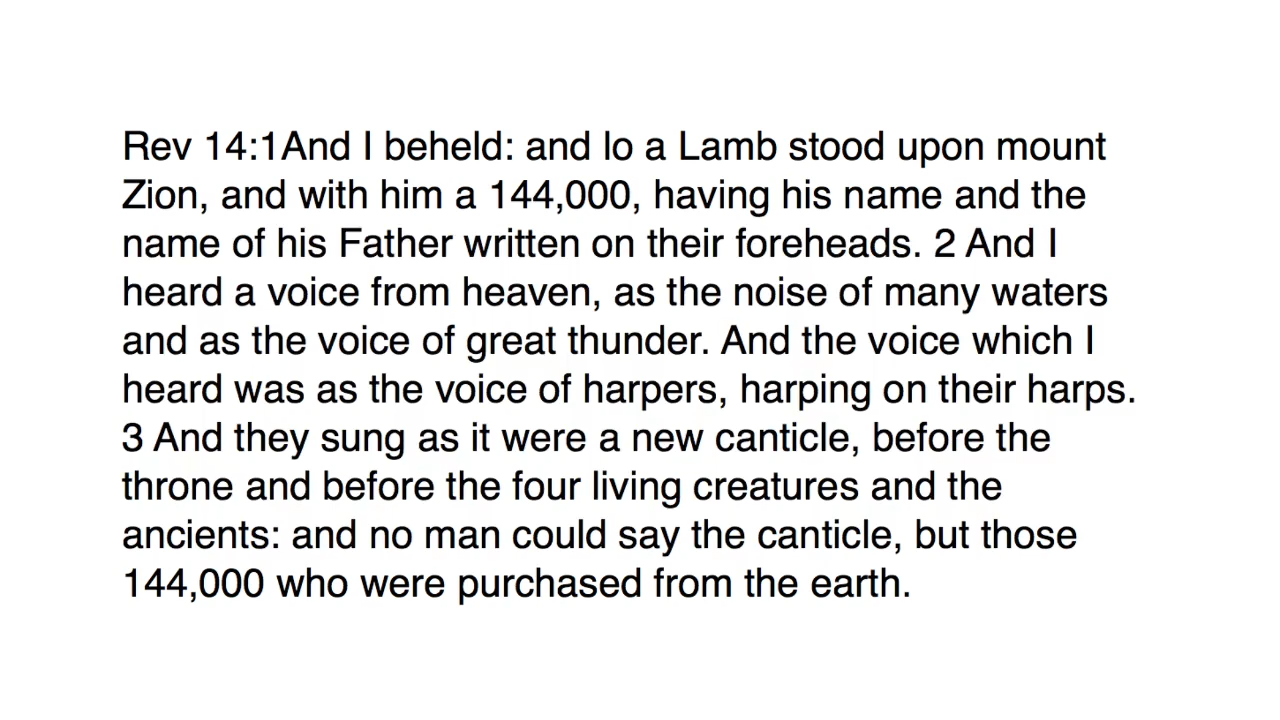 Rev 14:1And I beheld: and lo a Lamb stood upon mount
Zion, and with him a 144,000, having his name and the
name of his Father written on their foreheads. 2 And I
heard a voice from heaven, as the noise of many waters
and as the voice of great thunder. And the voice which I
heard was as the voice of harpers, harping on their harps.
3 And they sung as it were a new canticle, before the
throne and before the four living creatures and the
ancients: and no man could say the canticle, but those
144,000 who were purchased from the earth.